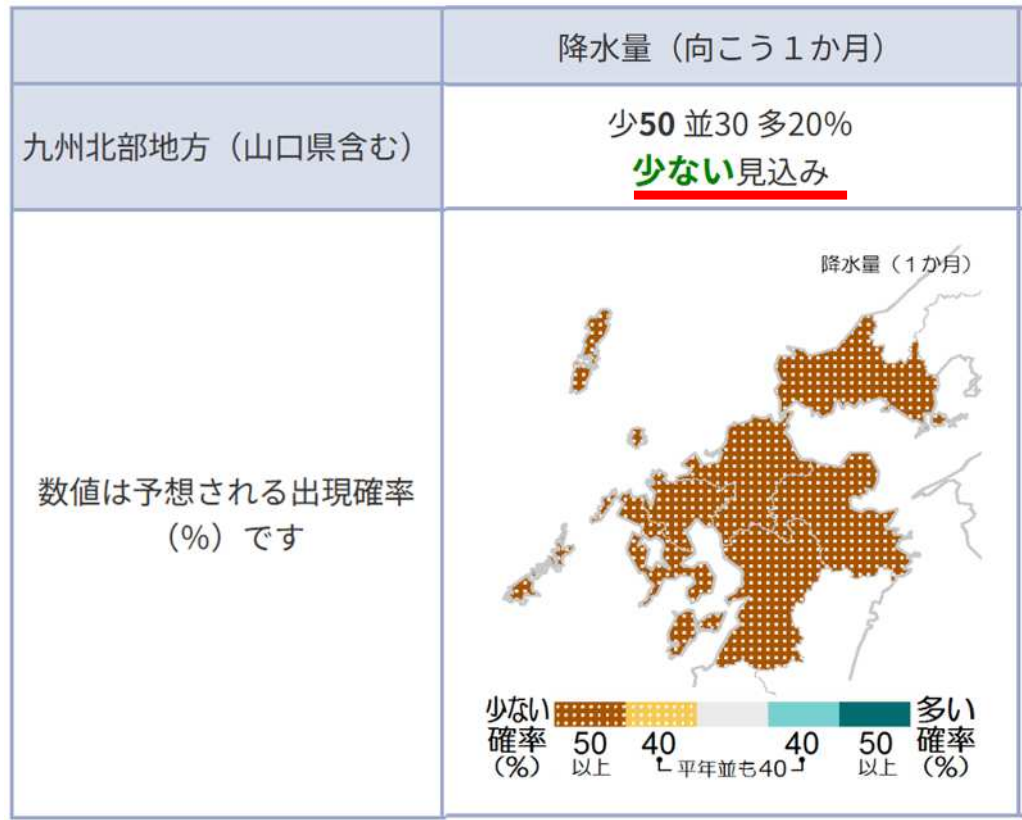 降水量（向こう１か月）
九州北部地方（山口県含む）
少50 並30 多20%
少ない見込み
数値は予想される出現確率
（%）です
降水量（１か月）
少ない
確率
（%）
50
以上
40
平年並も40
40
50
以上
多い
確率
（%）